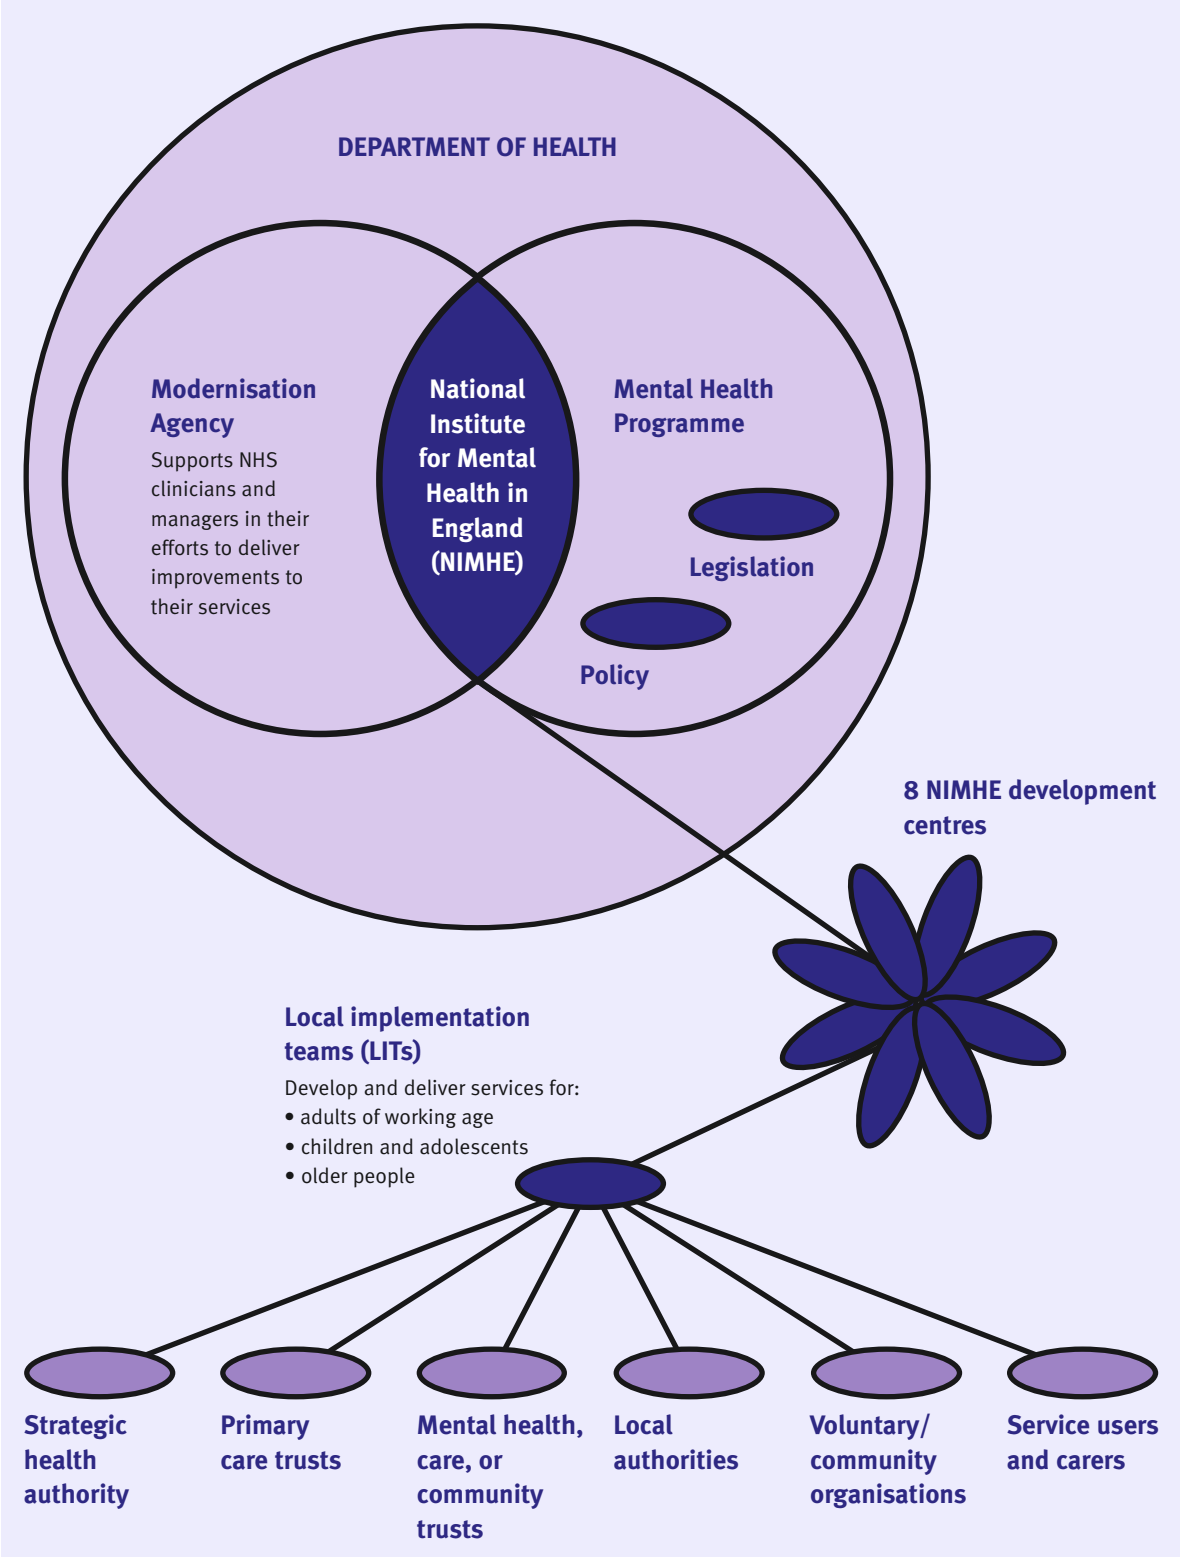 DEPARTMENT OF HEALTH
Modernisation
Agency
Supports NHS
clinicians and
managers in their
efforts to deliver
improvements to
their services
National
Institute
for Mental
Health in
England
(NIMHE)
Mental Health
Programme
Legislation
Policy
8 NIMHE development
centres
Local implementation
teams (LITs)
Develop and deliver services for:
• adults of working age
• children and adolescents
• older people
Strategic
health
authority
Primary
care trusts
Mental health,
care, or
community
trusts
Local
authorities
Voluntary/
community
organisations
Service users
and carers